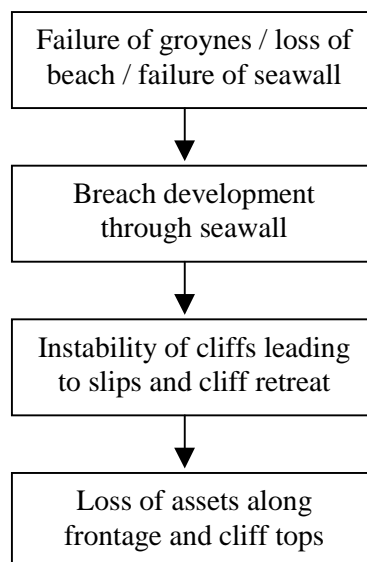 Failure of groynes / loss of
beach / failure of seawall
Breach development
through seawall
Instability of cliffs leading
to slips and cliff retreat
Loss of assets along
frontage and cliff tops